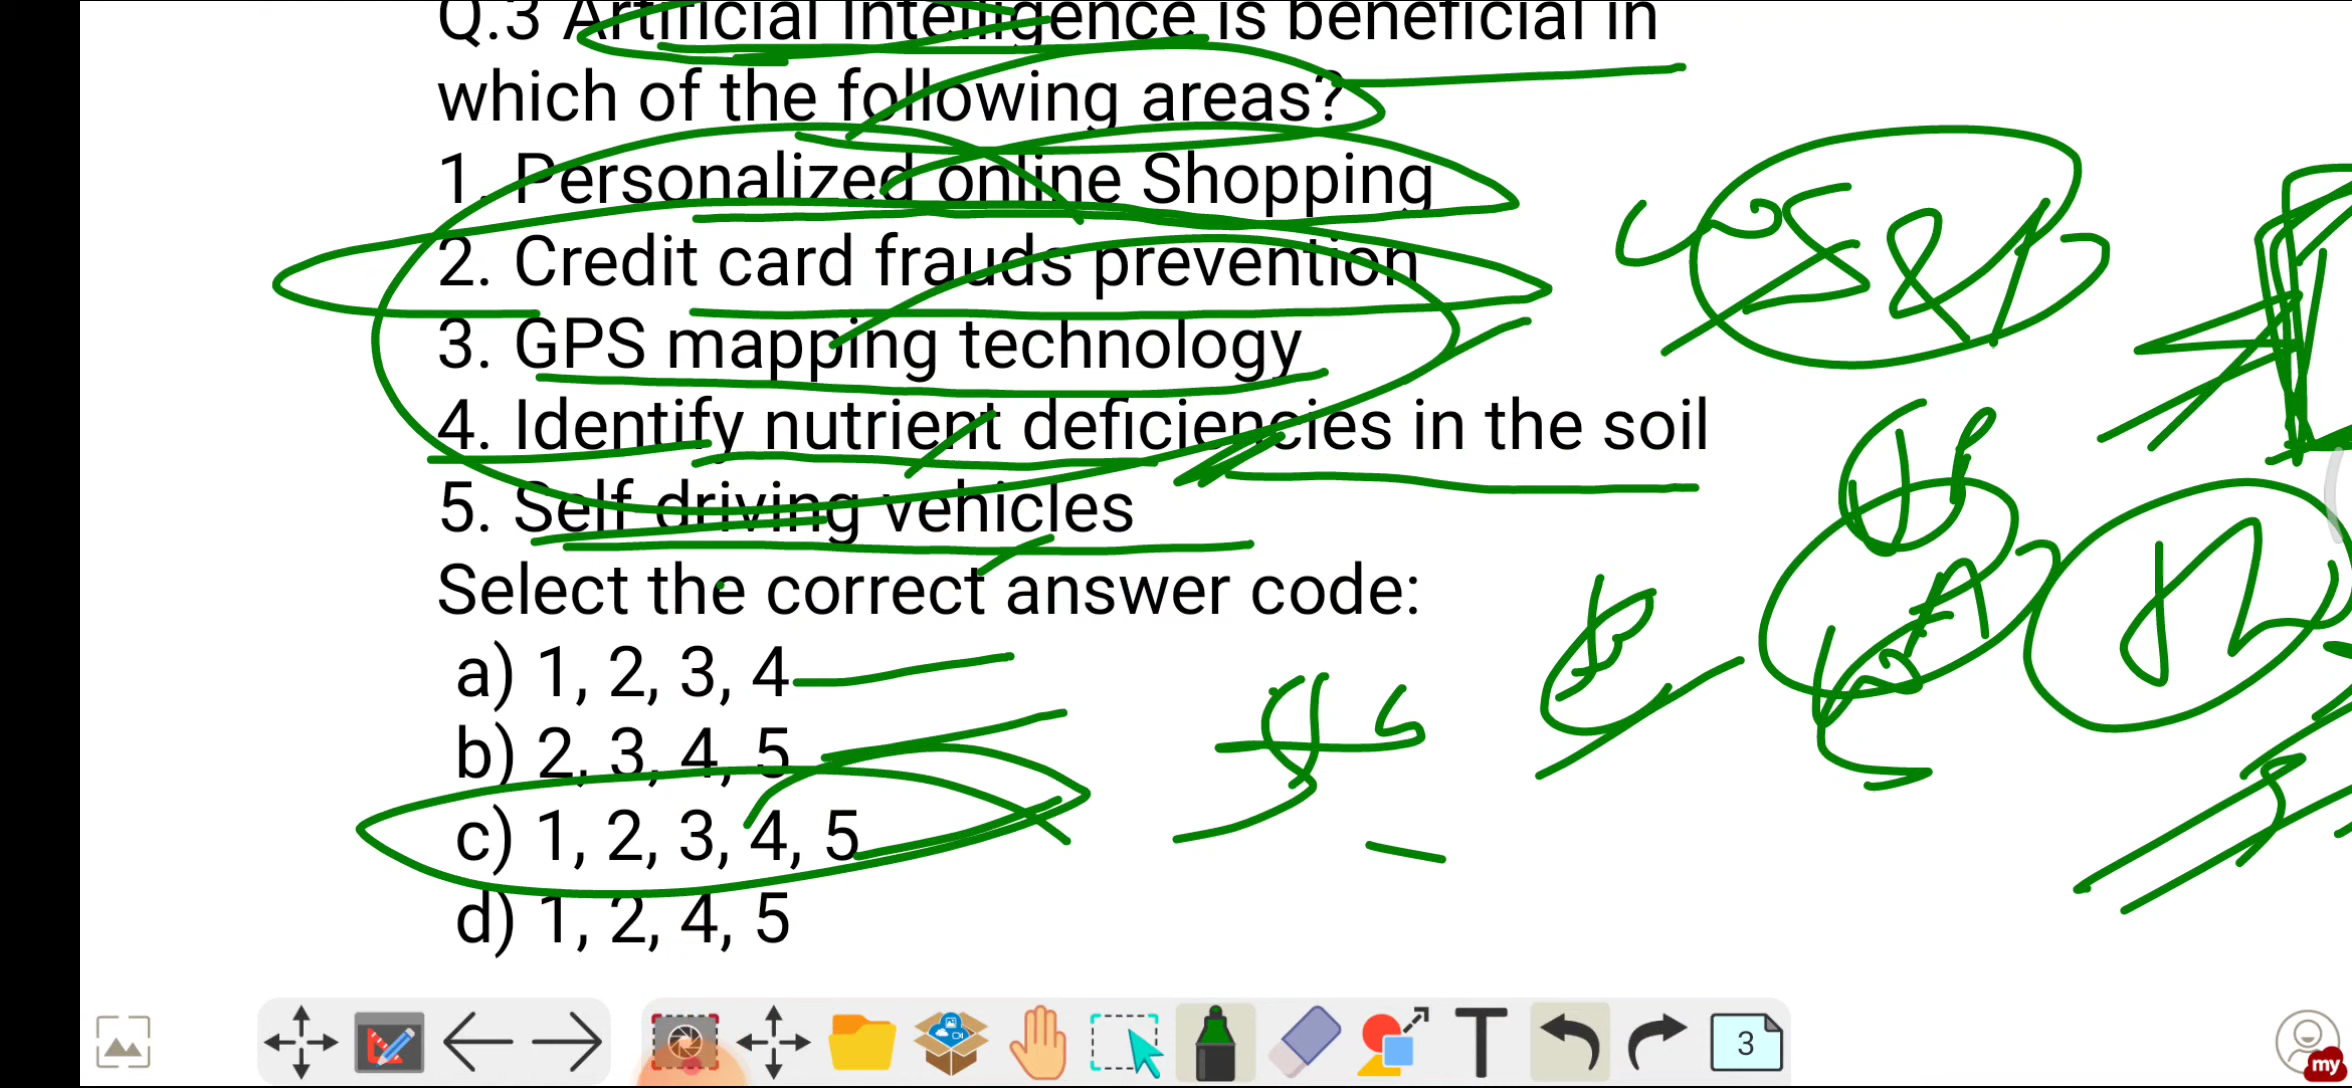 Q.3 Artificial Intelligence is beneficial in
which of the following areas?
1. Personalized online Shopping
2. Credit card frauds prevention
3. GPS mapping technology
4. Identify nutrient deficiencies in the soil
5. Self driving vehicles
Select the correct answer code:
a) 1, 2, 3, 4
b) 2, 3, 4, 5
c) 1, 2, 3, 4, 5
d) 1, 2, 4, 5
T
3
my